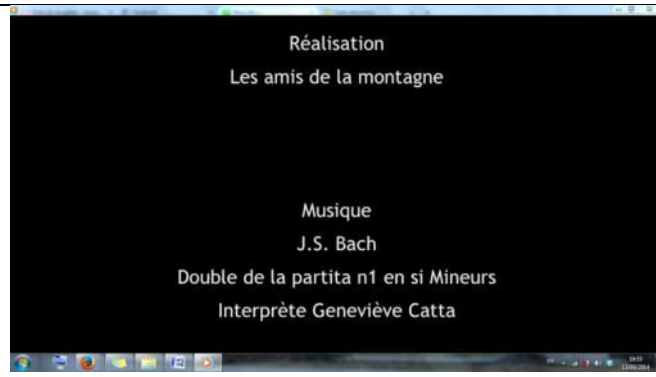 Réalisation
Les amis de la montagne
Musique
J.S. Bach
Double de la partita n1 en si Mineurs
Interprète Geneviève Catta